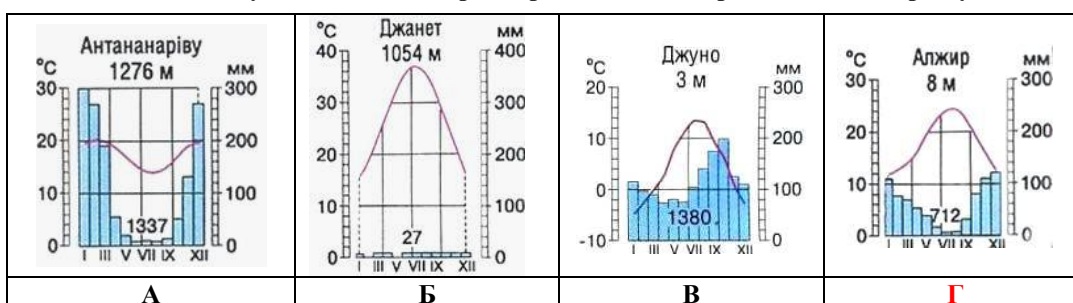 Антананаріву
1276 м
°C мм
30 300
20 200
10 100
0 0
1337
I III V VII IX XII
Джанет
1054 м
°C мм
40 400
30 300
20 200
10 100
0 0
27
I III V VII IX XII
Джуно
3 м
°C мм
20 300
10 200
0 100
-10 0
1380
I III V VII IX XII
Алжир
8 м
°C мм
30 300
20 200
10 100
0 0
712
I III V VII IX XII
А Б В Г